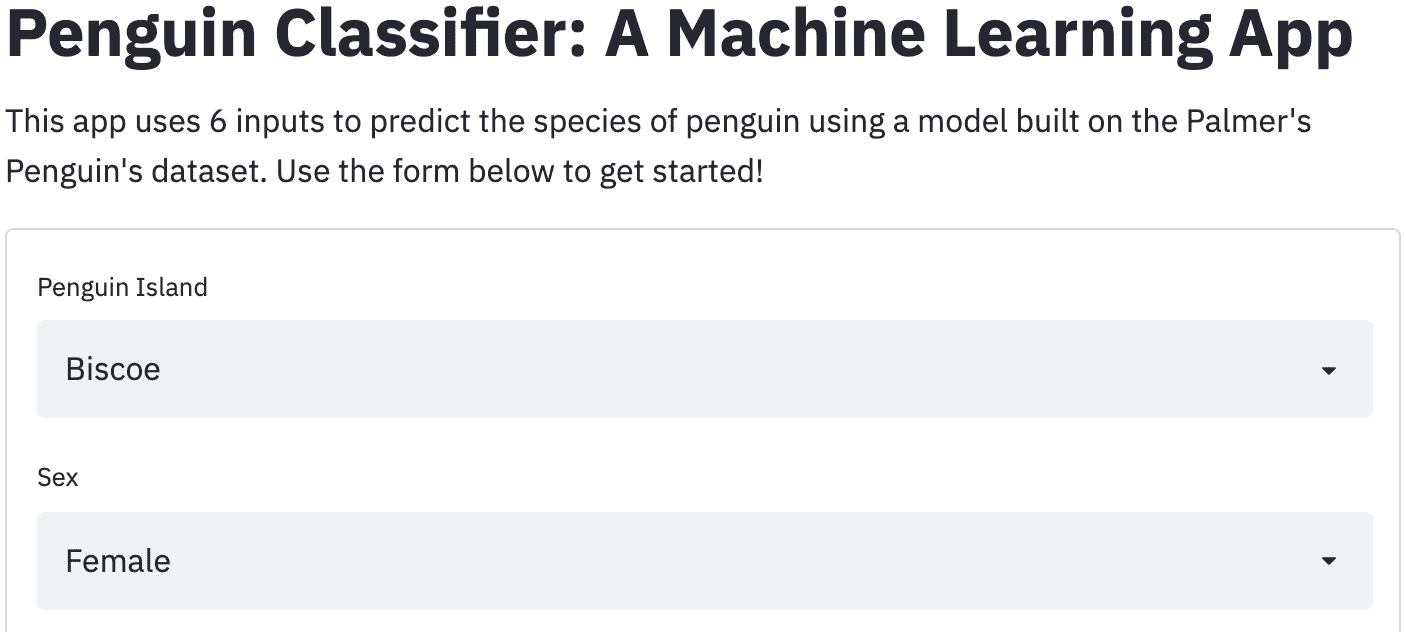 Penguin Classifier: A Machine Learning App
This app uses 6 inputs to predict the species of penguin using a model built on the Palmer's
Penguin's dataset. Use the form below to get started!
Penguin Island
Biscoe
Sex
Female